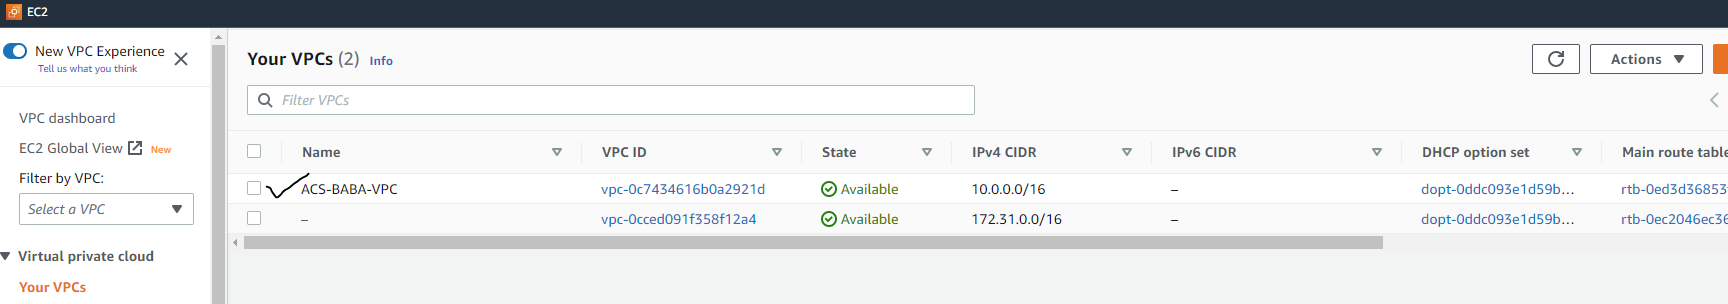 EC2
New VPC Experience
Tell us what you think
VPC dashboard
EC2 Global View New
Filter by VPC:
Select a VPC
Virtual private cloud
Your VPCs
Your VPCs (2) Info
Actions
Filter VPCs
Name VPC ID State IPv4 CIDR IPv6 CIDR DHCP option set Main route table
ACS-BABA-VPC vpc-0c7434616b0a2921d Available 10.0.0.0/16 – dopt-0ddc093e1d59b... rtb-0ed3d36853
– vpc-0cced091f358f12a4 Available 172.31.0.0/16 – dopt-0ddc093e1d59b... rtb-0ec2046ec36